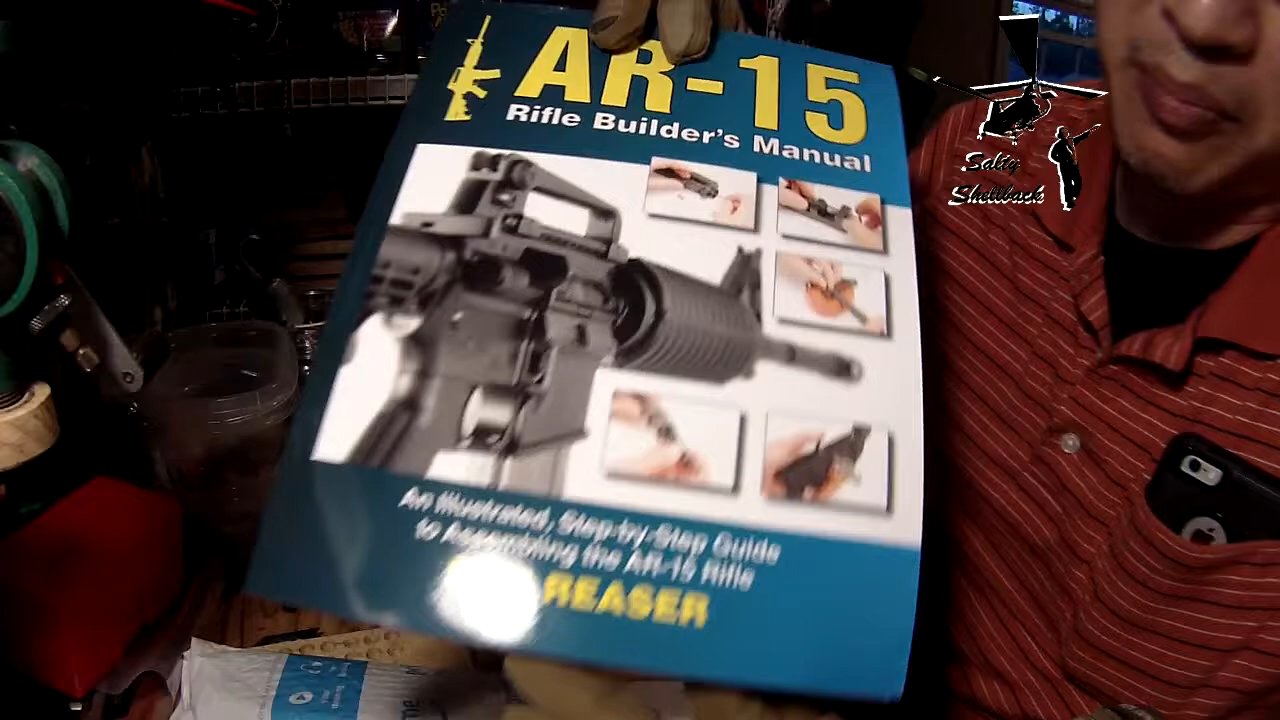 AR-15
Rifle Builder's Manual
An Illustrated, Step-by-Step Guide
to Assembling the AR-15 Rifle
REASER
Salty
Shellback